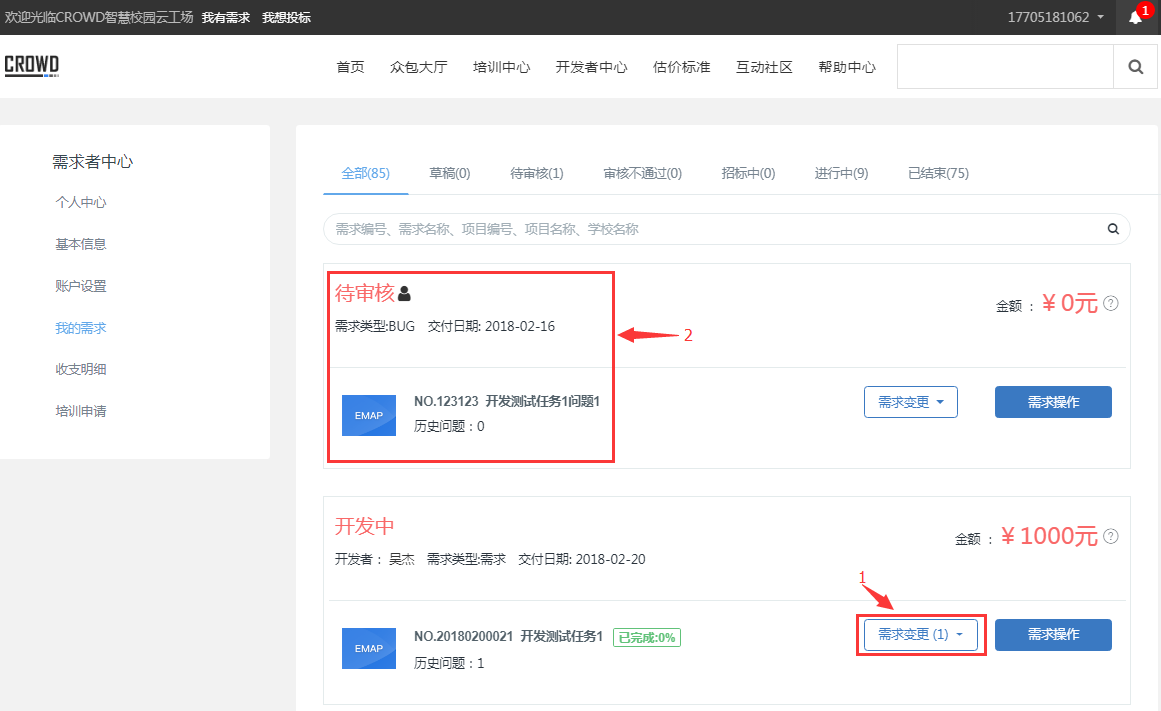 欢迎光临CROWD智慧校园云工场 我有需求 我想投标 17705181062 1
CROWD 首页 众包大厅 培训中心 开发者中心 估价标准 互动社区 帮助中心
需求者中心
个人中心
基本信息
账户设置
我的需求
收支明细
培训申请
全部(85) 草稿(0) 待审核(1) 审核不通过(0) 招标中(0) 进行中(9) 已结束(75)
需求编号、需求名称、项目编号、项目名称、学校名称
待审核 金额 : ¥ 0元 ?
需求类型:BUG 交付日期: 2018-02-16
2
EMAP NO.123123 开发测试任务1问题1 需求变更 需求操作
历史问题：0
开发中 金额 : ¥ 1000元 ?
开发者： 吴杰 需求类型:需求 交付日期: 2018-02-20
1
EMAP NO.20180200021 开发测试任务1 已完成:0% 需求变更 (1) 需求操作
历史问题：1